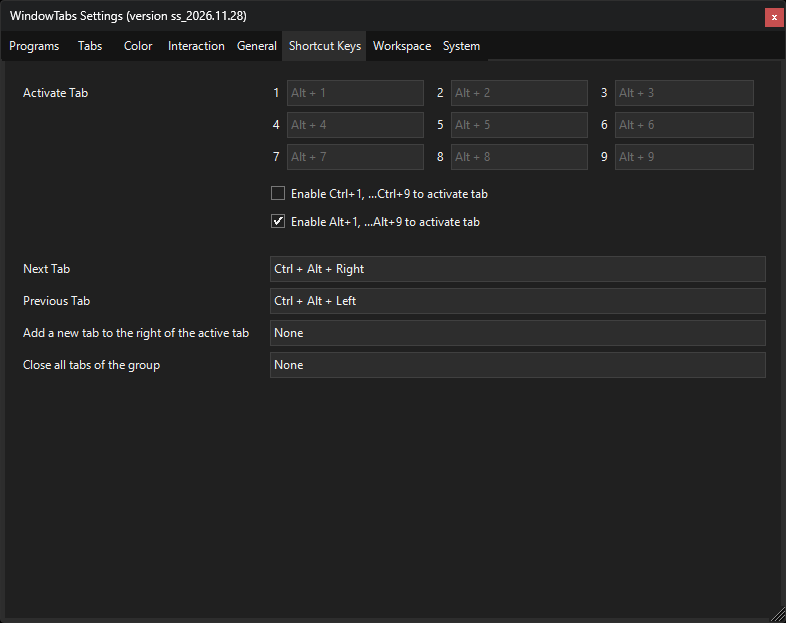 WindowTabs Settings (version ss_2026.11.28)
x
Programs Tabs Color Interaction General Shortcut Keys Workspace System
Activate Tab 1 Alt + 1 2 Alt + 2 3 Alt + 3
4 Alt + 4 5 Alt + 5 6 Alt + 6
7 Alt + 7 8 Alt + 8 9 Alt + 9
Enable Ctrl+1, ...Ctrl+9 to activate tab
Enable Alt+1, ...Alt+9 to activate tab
Next Tab Ctrl + Alt + Right
Previous Tab Ctrl + Alt + Left
Add a new tab to the right of the active tab None
Close all tabs of the group None